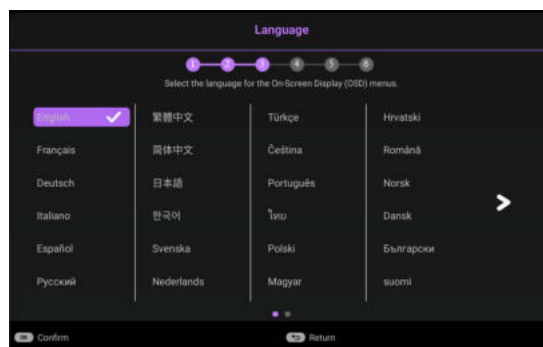 Language
1 2 3 4 5 6
Select the language for the On-Screen Display (OSD) menus.
English 繁體中文 Türkçe Hrvatski
Français 简体中文 Čeština Română
Deutsch 日本語 Português Norsk
Italiano 한국어 ไทย Dansk
Español Svenska Polski Български
Русский Nederlands Magyar suomi
OK Confirm Return